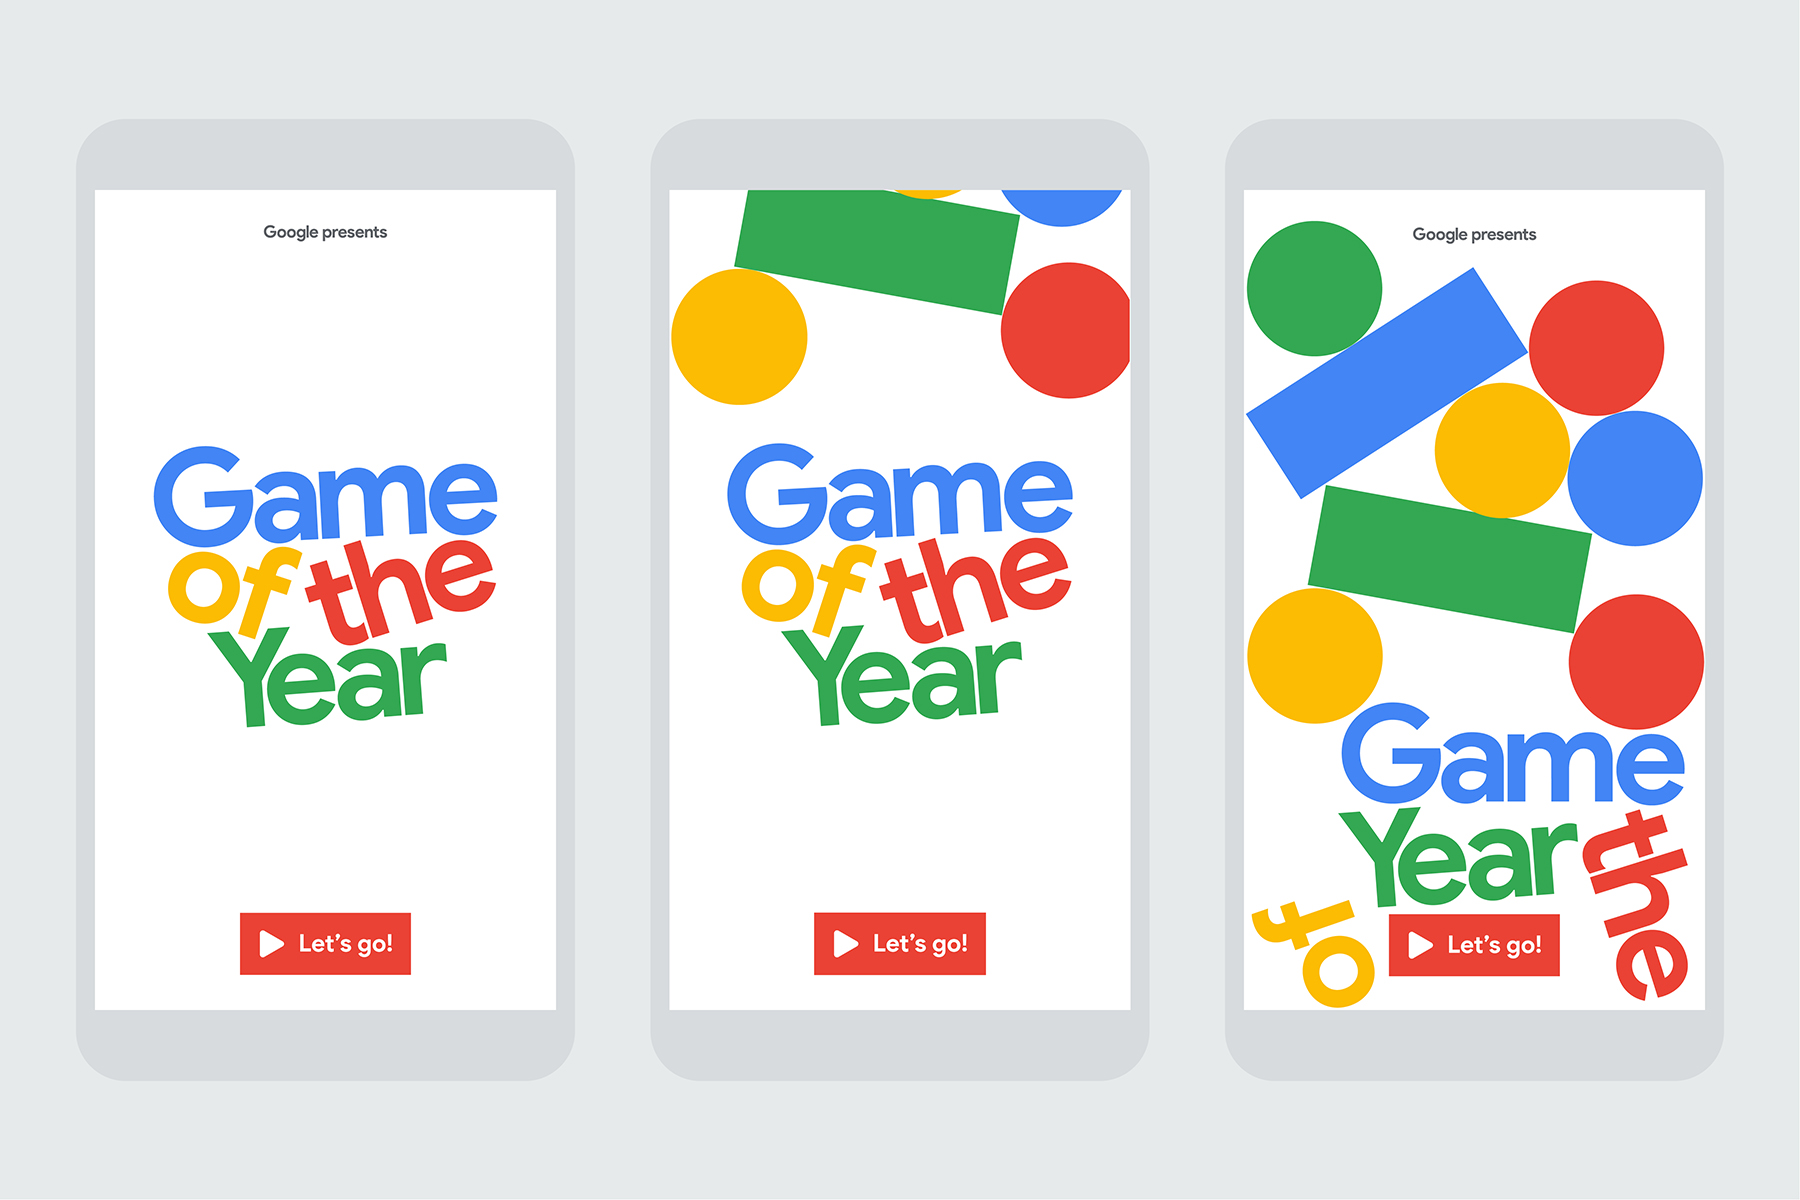 Google presents
Game
of the
Year
Let's go!
Game
of the
Year
Let's go!
Google presents
Game
Year the
of
Let's go!